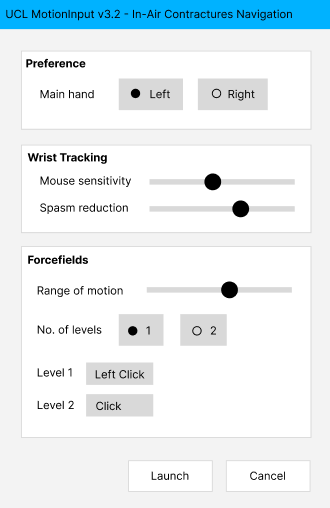 UCL MotionInput v3.2 - In-Air Contractures Navigation
Preference
Main hand Left Right
Wrist Tracking
Mouse sensitivity
Spasm reduction
Forcefields
Range of motion
No. of levels 1 2
Level 1 Left Click
Level 2 Click
Launch Cancel